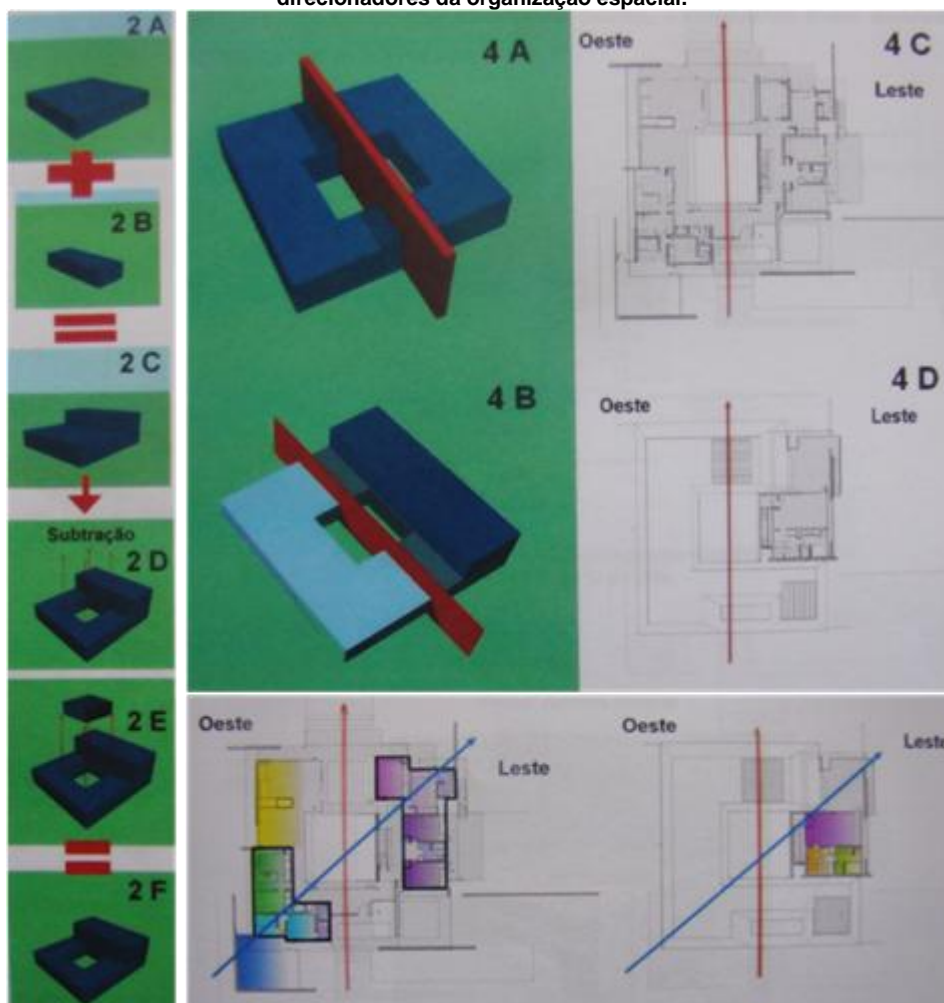 direcionadores da organização espacial.
2 A
2 B
2 C
Subtração
2 D
2 E
2 F
4 A
Oeste
4 C
Leste
4 B
4 D
Oeste
Leste
Oeste
Leste
Oeste
Leste